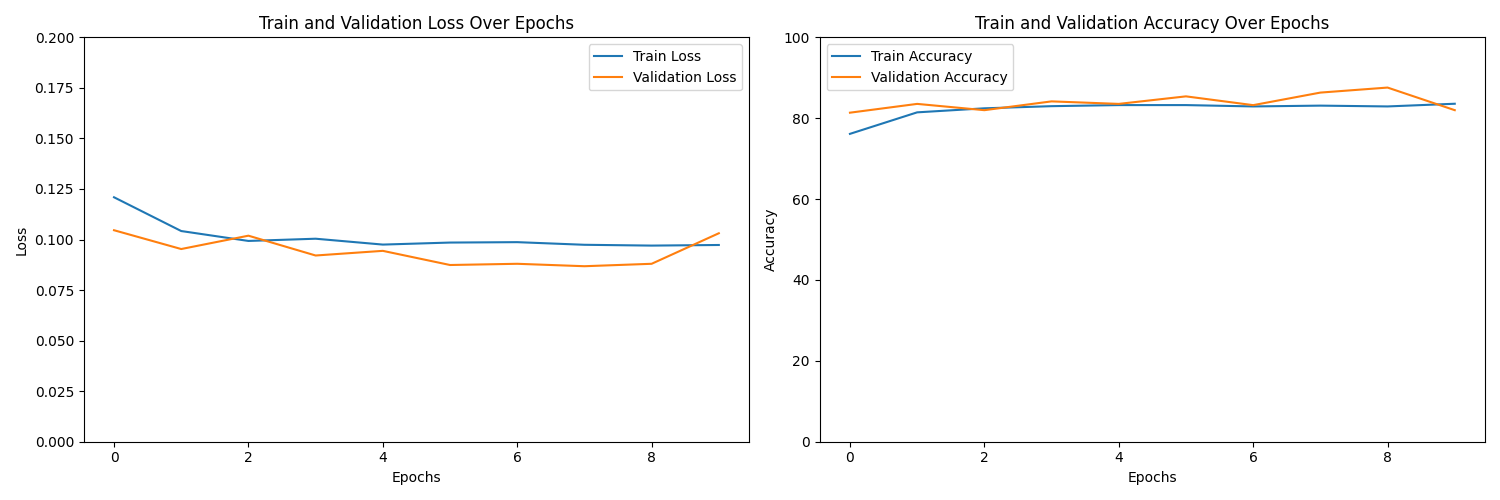 Train and Validation Loss Over Epochs
0.200
0.175
0.150
0.125
0.100
0.075
0.050
0.025
0.000
Loss
Train Loss
Validation Loss
0 2 4 6 8
Epochs
Train and Validation Accuracy Over Epochs
100
80
60
40
20
0
Accuracy
Train Accuracy
Validation Accuracy
0 2 4 6 8
Epochs